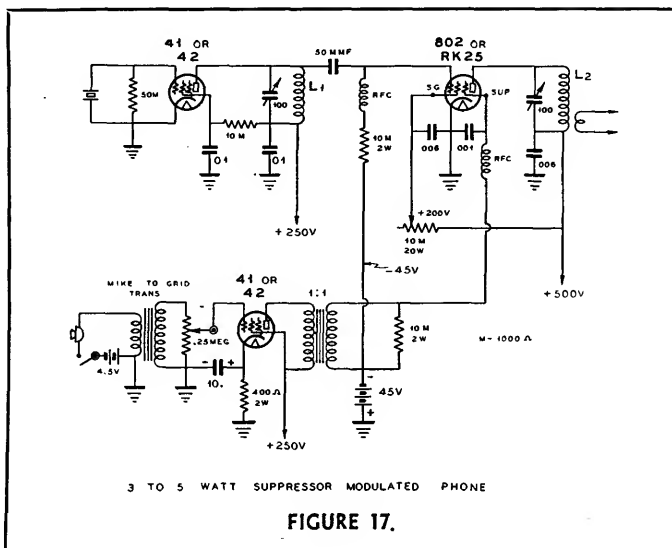 41 OR
42
50 MMF
802 OR
RK25
50M
100
L1
10 M
01
01
+250V
RFC
10 M
2W
SG
SUP
006
001
100
L2
RFC
006
+200V
10 M
20W
-45V
+500V
MIKE TO GRID
TRANS
41 OR
42
1:1
-
.25MEG
4.5V
- +
10.
400Ω
2W
+250V
10 M
2W
M-1000 Ω
-
45V
+
3 TO 5 WATT SUPPRESSOR MODULATED PHONE
FIGURE 17.